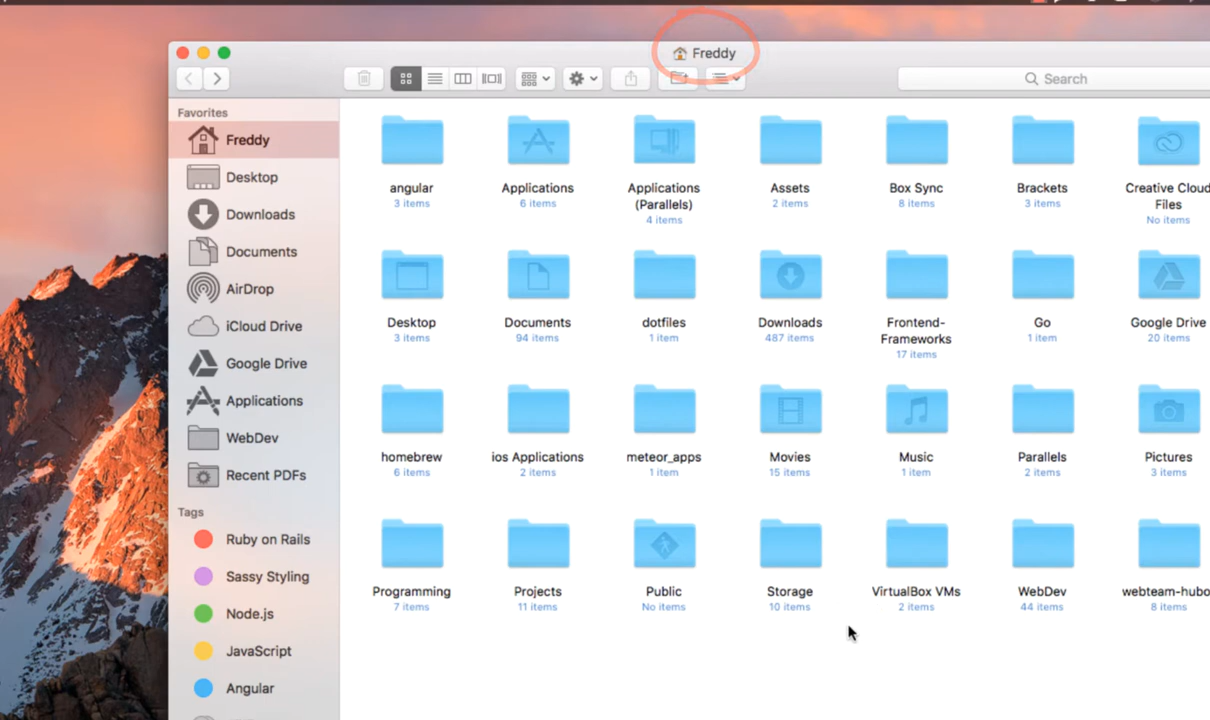 Freddy
Search
Favorites
Freddy
Desktop
Downloads
Documents
AirDrop
iCloud Drive
Google Drive
Applications
WebDev
Recent PDFs
Tags
Ruby on Rails
Sassy Styling
Node.js
JavaScript
Angular
angular
3 items
Applications
6 items
Applications
(Parallels)
4 items
Assets
2 items
Box Sync
8 items
Brackets
3 items
Creative Cloud
Files
No items
Desktop
3 items
Documents
94 items
dotfiles
1 item
Downloads
487 items
Frontend-
Frameworks
17 items
Go
1 item
Google Drive
20 items
homebrew
6 items
ios Applications
2 items
meteor_apps
1 item
Movies
15 items
Music
1 item
Parallels
2 items
Pictures
3 items
Programming
7 items
Projects
11 items
Public
No items
Storage
10 items
VirtualBox VMs
2 items
WebDev
44 items
webteam-hubo
8 items